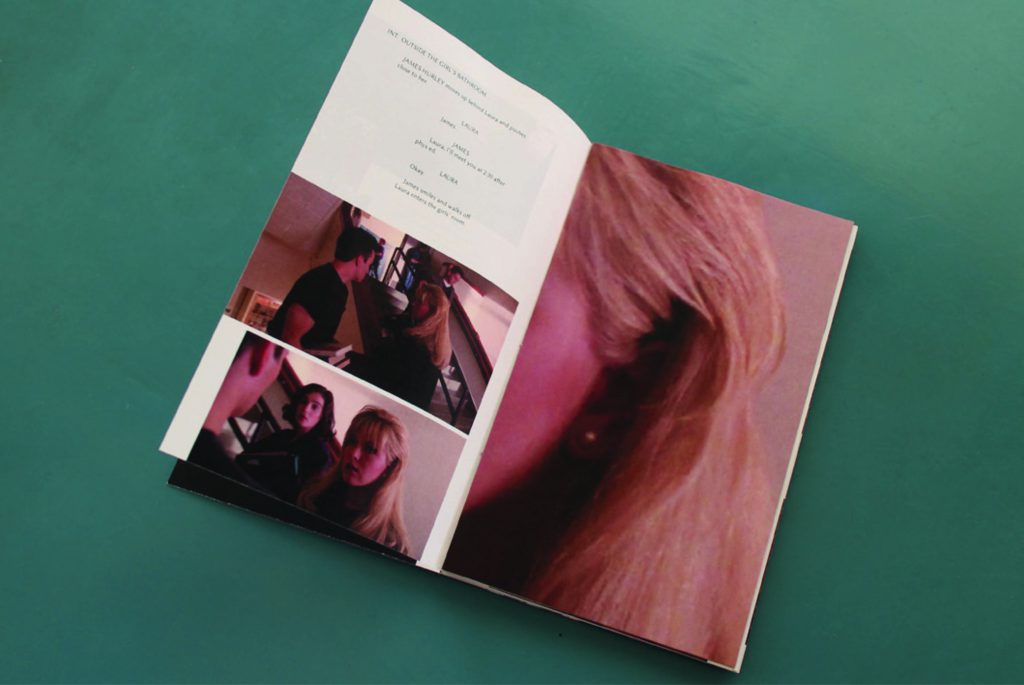 INT. OUTSIDE THE GIRL'S BATHROOM
JAMES HURLEY moves up behind Laura and pushes
close to her.
LAURA
James
JAMES
Laura, I'll meet you at 2:30 after
phys ed.
LAURA
Okay
James smiles and walks off.
Laura enters the girls' room.